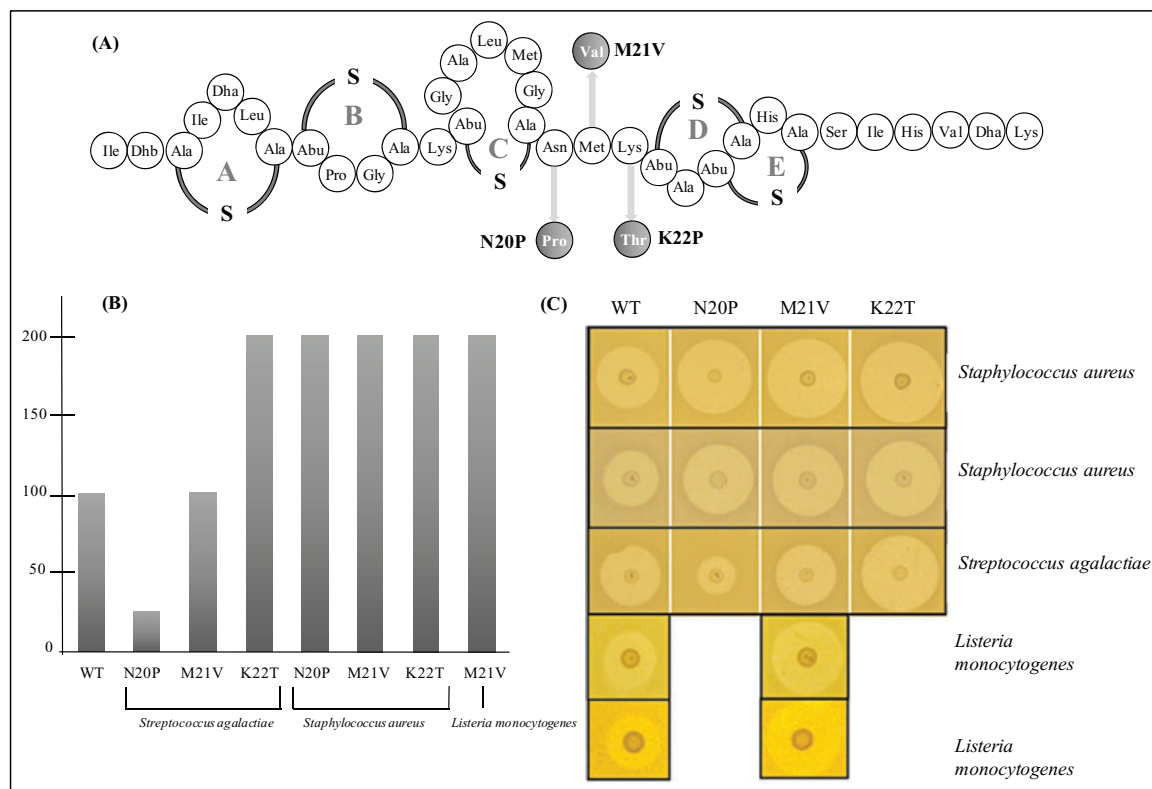 (A)
Ile Dhb Ala Ile Dha Leu Ala Abu Pro Gly Ala Lys Abu Gly Ala Leu Met Gly Ala Asn Met Lys Abu Ala Abu Ala His Ala Ser Ile His Val Dha Lys
S A S B S C S D S E
Val M21V
N20P Pro
Thr K22P
(B)
200
150
100
50
0
WT N20P M21V K22T N20P M21V K22T M21V
Streptococcus agalactiae Staphylococcus aureus Listeria monocytogenes
(C)
WT N20P M21V K22T
Staphylococcus aureus
Staphylococcus aureus
Streptococcus agalactiae
Listeria
monocytogenes
Listeria
monocytogenes